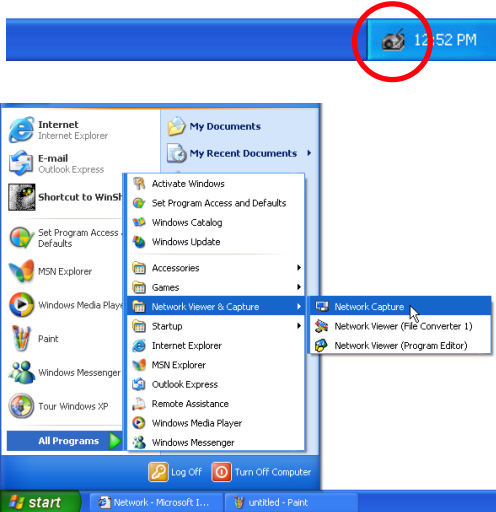 12:52 PM
Internet
Internet Explorer
E-mail
Outlook Express
Shortcut to WinSh
Set Program Access
Defaults
MSN Explorer
Windows Media Playe
Paint
Windows Messenger
Tour Windows XP
All Programs
My Documents
My Recent Documents
Activate Windows
Set Program Access and Defaults
Windows Catalog
Windows Update
Accessories
Games
Network Viewer & Capture
Startup
Internet Explorer
MSN Explorer
Outlook Express
Remote Assistance
Windows Media Player
Windows Messenger
Network Capture
Network Viewer (File Converter 1)
Network Viewer (Program Editor)
Log Off
Turn Off Computer
start
Network - Microsoft I...
untitled - Paint